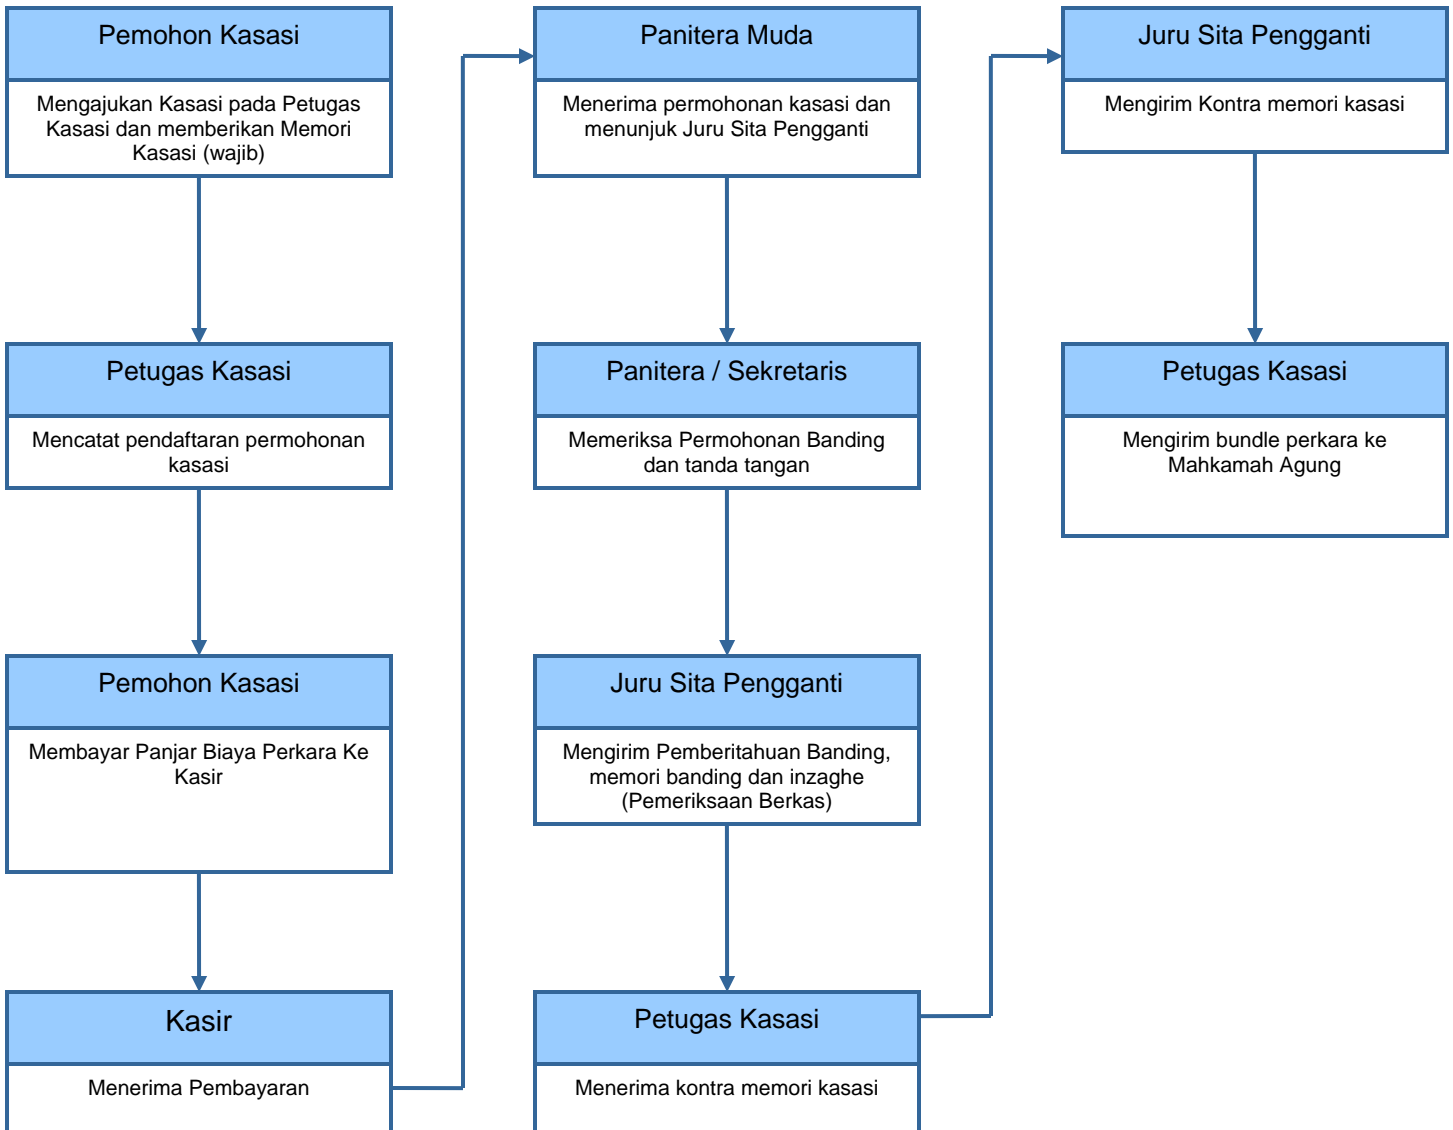 Pemohon Kasasi
Mengajukan Kasasi pada Petugas
Kasasi dan memberikan Memori
Kasasi (wajib)
Petugas Kasasi
Mencatat pendaftaran permohonan
kasasi
Pemohon Kasasi
Membayar Panjar Biaya Perkara Ke
Kasir
Kasir
Menerima Pembayaran
Panitera Muda
Menerima permohonan kasasi dan
menunjuk Juru Sita Pengganti
Panitera / Sekretaris
Memeriksa Permohonan Banding
dan tanda tangan
Juru Sita Pengganti
Mengirim Pemberitahuan Banding,
memori banding dan inzaghe
(Pemeriksaan Berkas)
Petugas Kasasi
Menerima kontra memori kasasi
Juru Sita Pengganti
Mengirim Kontra memori kasasi
Petugas Kasasi
Mengirim bundle perkara ke
Mahkamah Agung